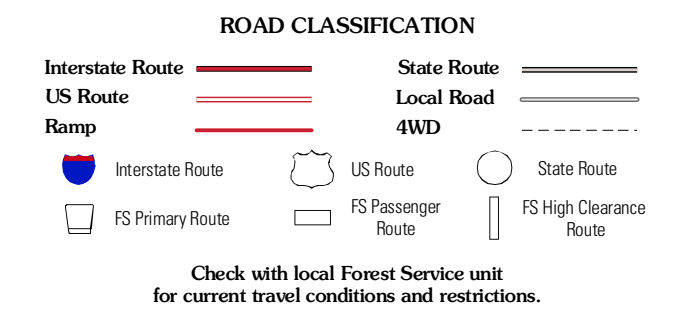 ROAD CLASSIFICATION
Interstate Route
State Route
US Route
Local Road
Ramp
4WD
Interstate Route
US Route
State Route
FS Primary Route
FS Passenger
Route
FS High Clearance
Route
Check with local Forest Service unit
for current travel conditions and restrictions.